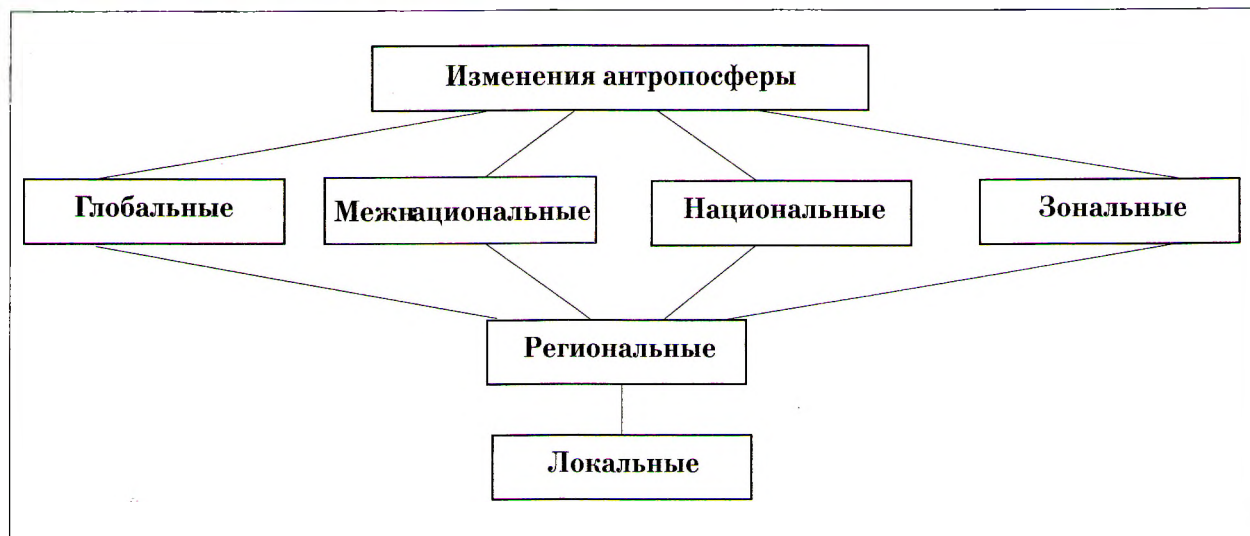 Изменения антропосферы
Глобальные
Межнациональные
Национальные
Зональные
Региональные
Локальные